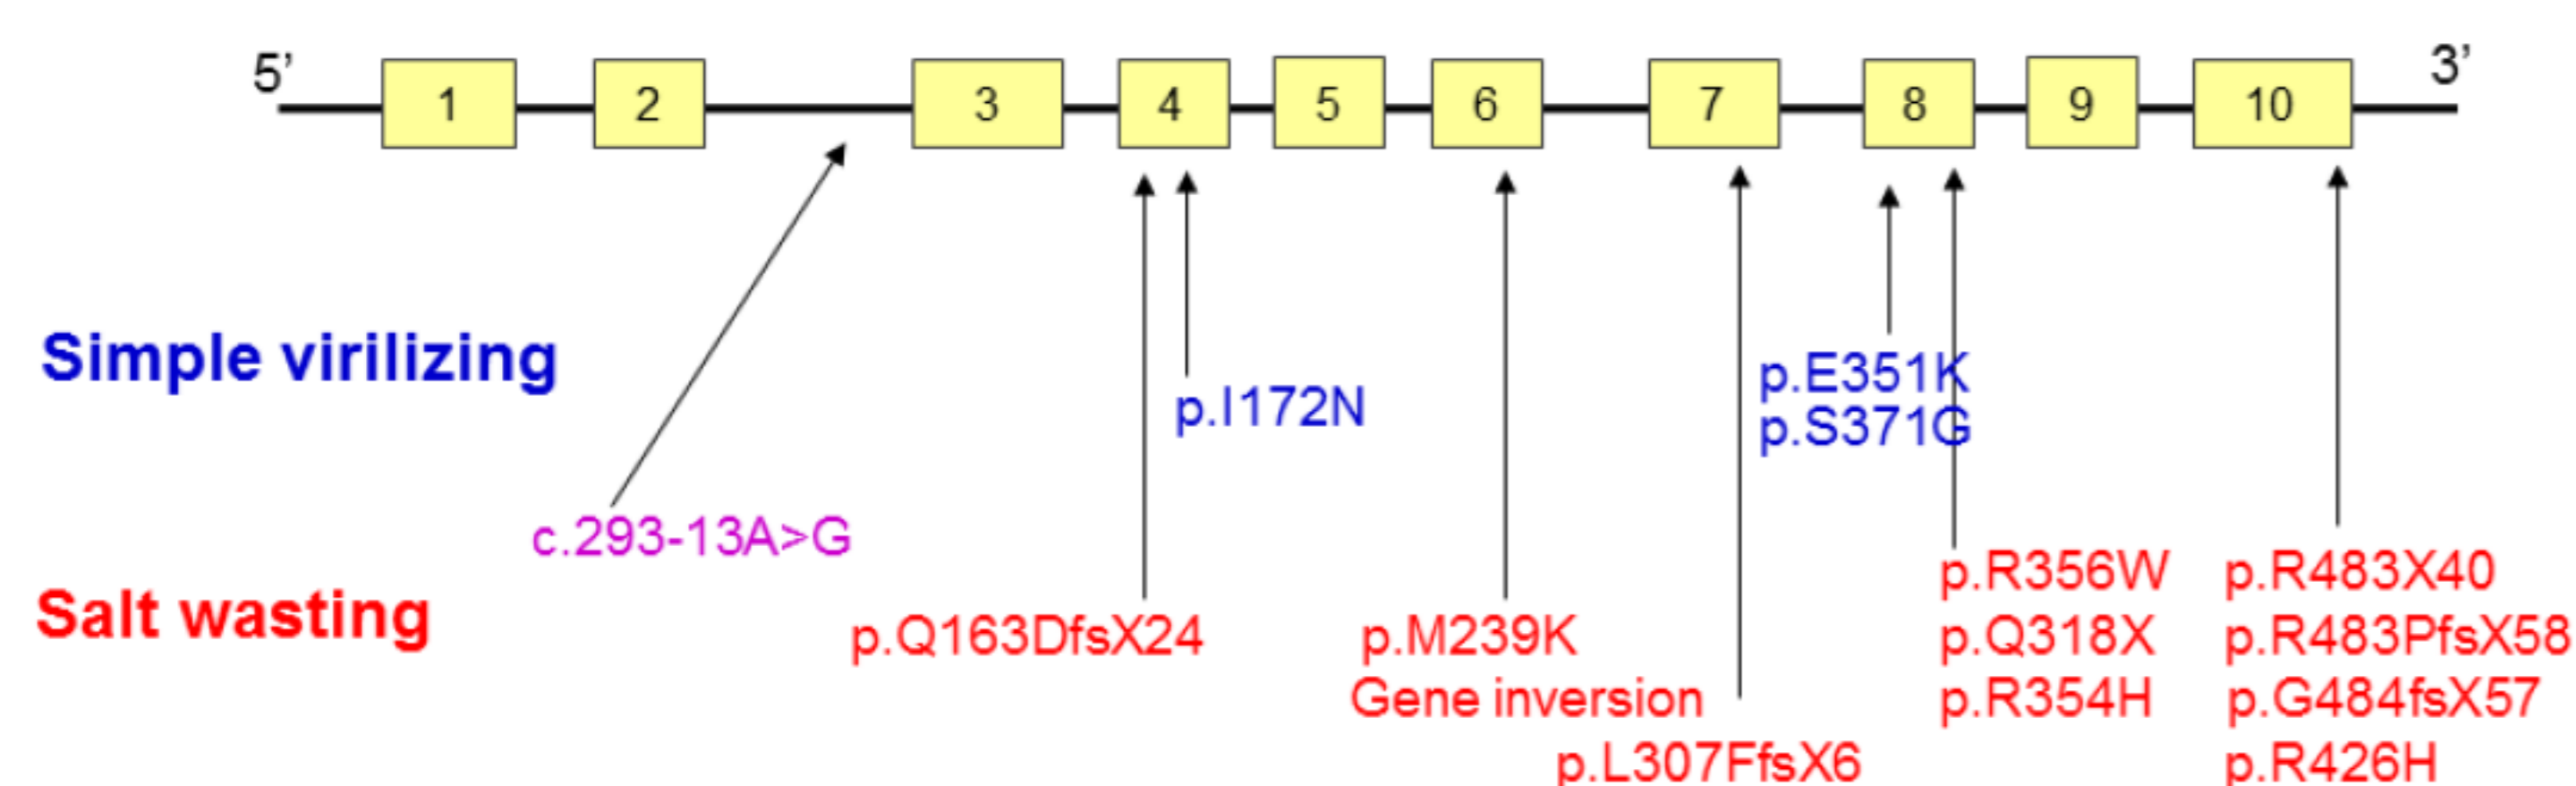 5’
3’
1
2
3
4
5
6
7
8
9
10
Simple virilizing
p.I172N
p.E351K
p.S371G
c.293-13A>G
Salt wasting
p.Q163DfsX24
p.M239K
Gene inversion
p.L307FfsX6
p.R356W
p.Q318X
p.R354H
p.R483X40
p.R483PfsX58
p.G484fsX57
p.R426H